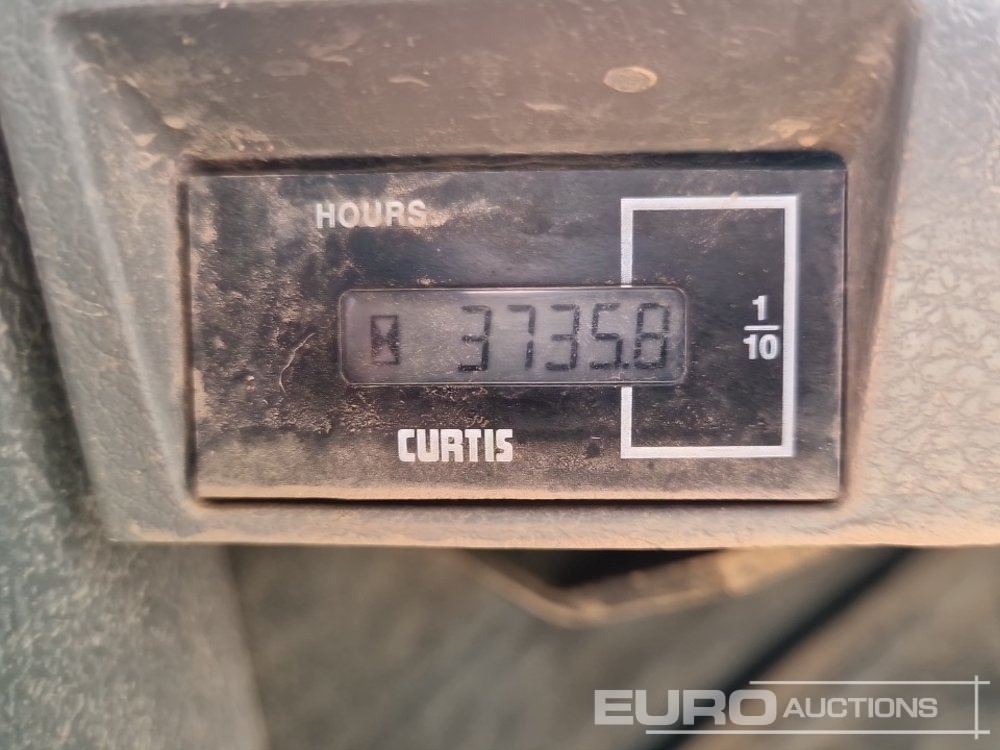 HOURS
3735.8
1
10
CURTIS
EURO AUCTIONS